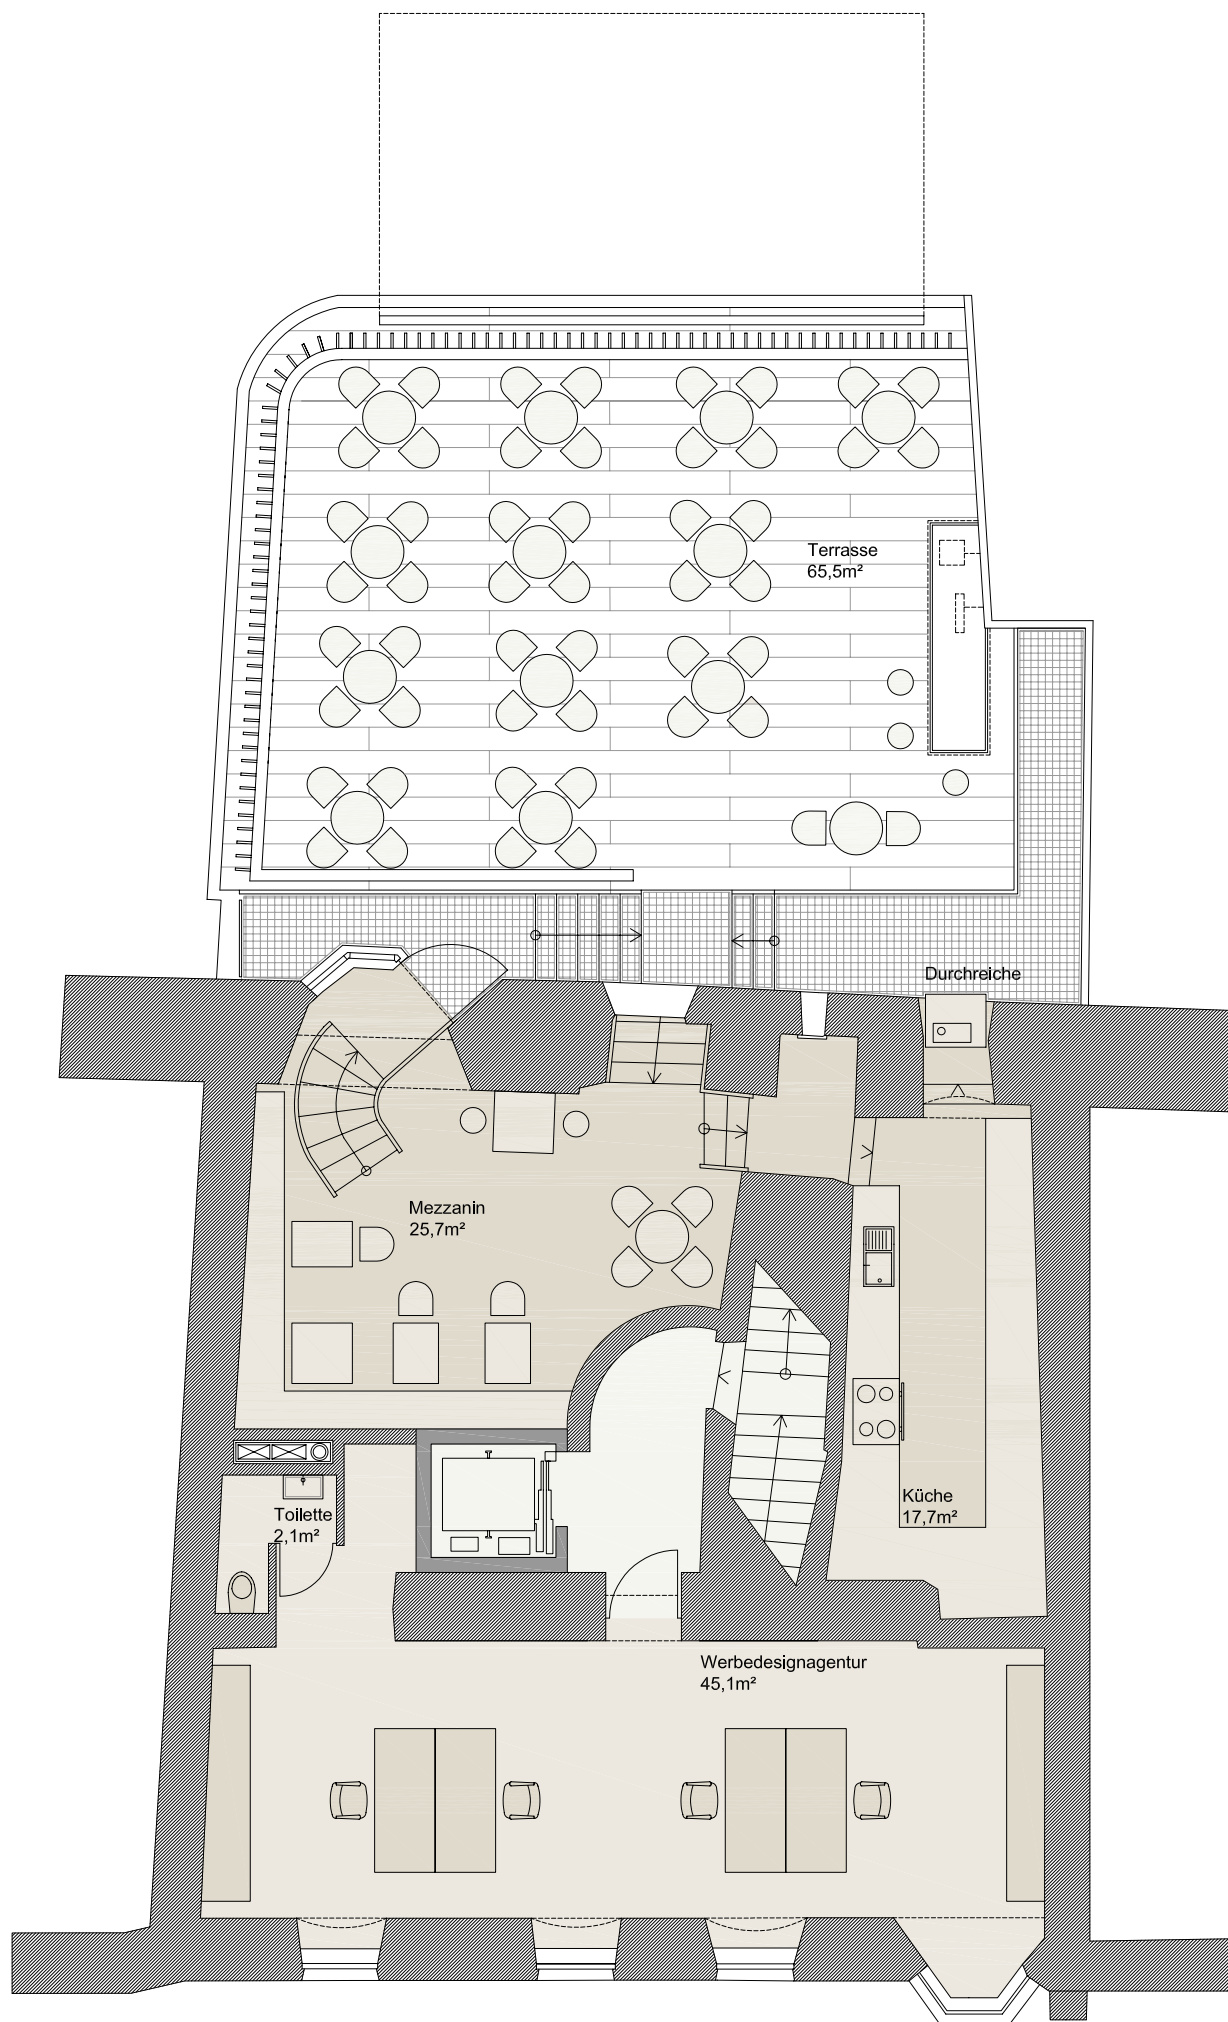 Terrasse
65,5m²
Durchreiche
Mezzanin
25,7m²
Küche
17,7m²
Toilette
2,1m²
Werbedesignagentur
45,1m²